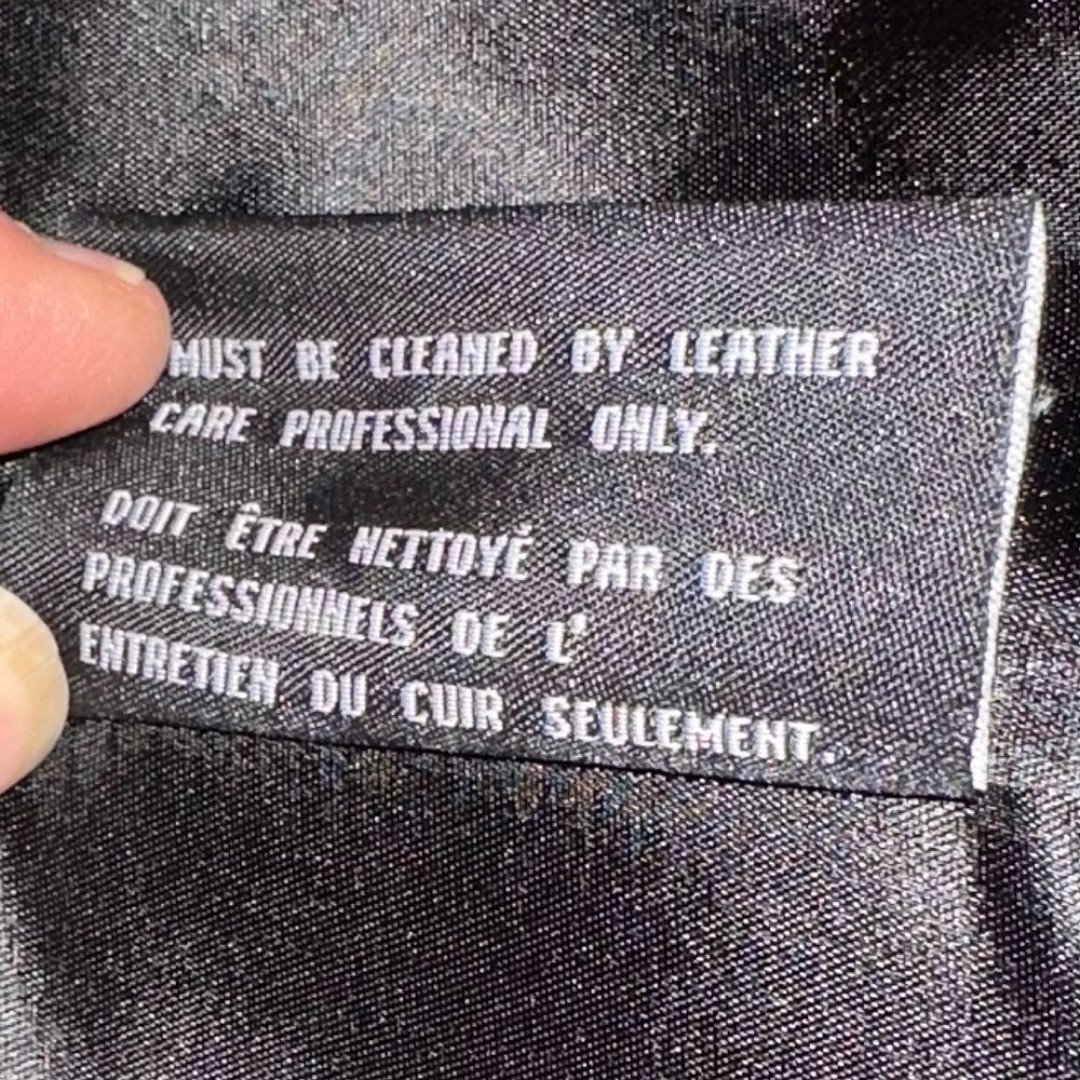 MUST BE CLEANED BY LEATHER
CARE PROFESSIONAL ONLY.
DOIT ÊTRE NETTOYÉ PAR DES
PROFESSIONNELS DE L'
ENTRETIEN DU CUIR SEULEMENT.